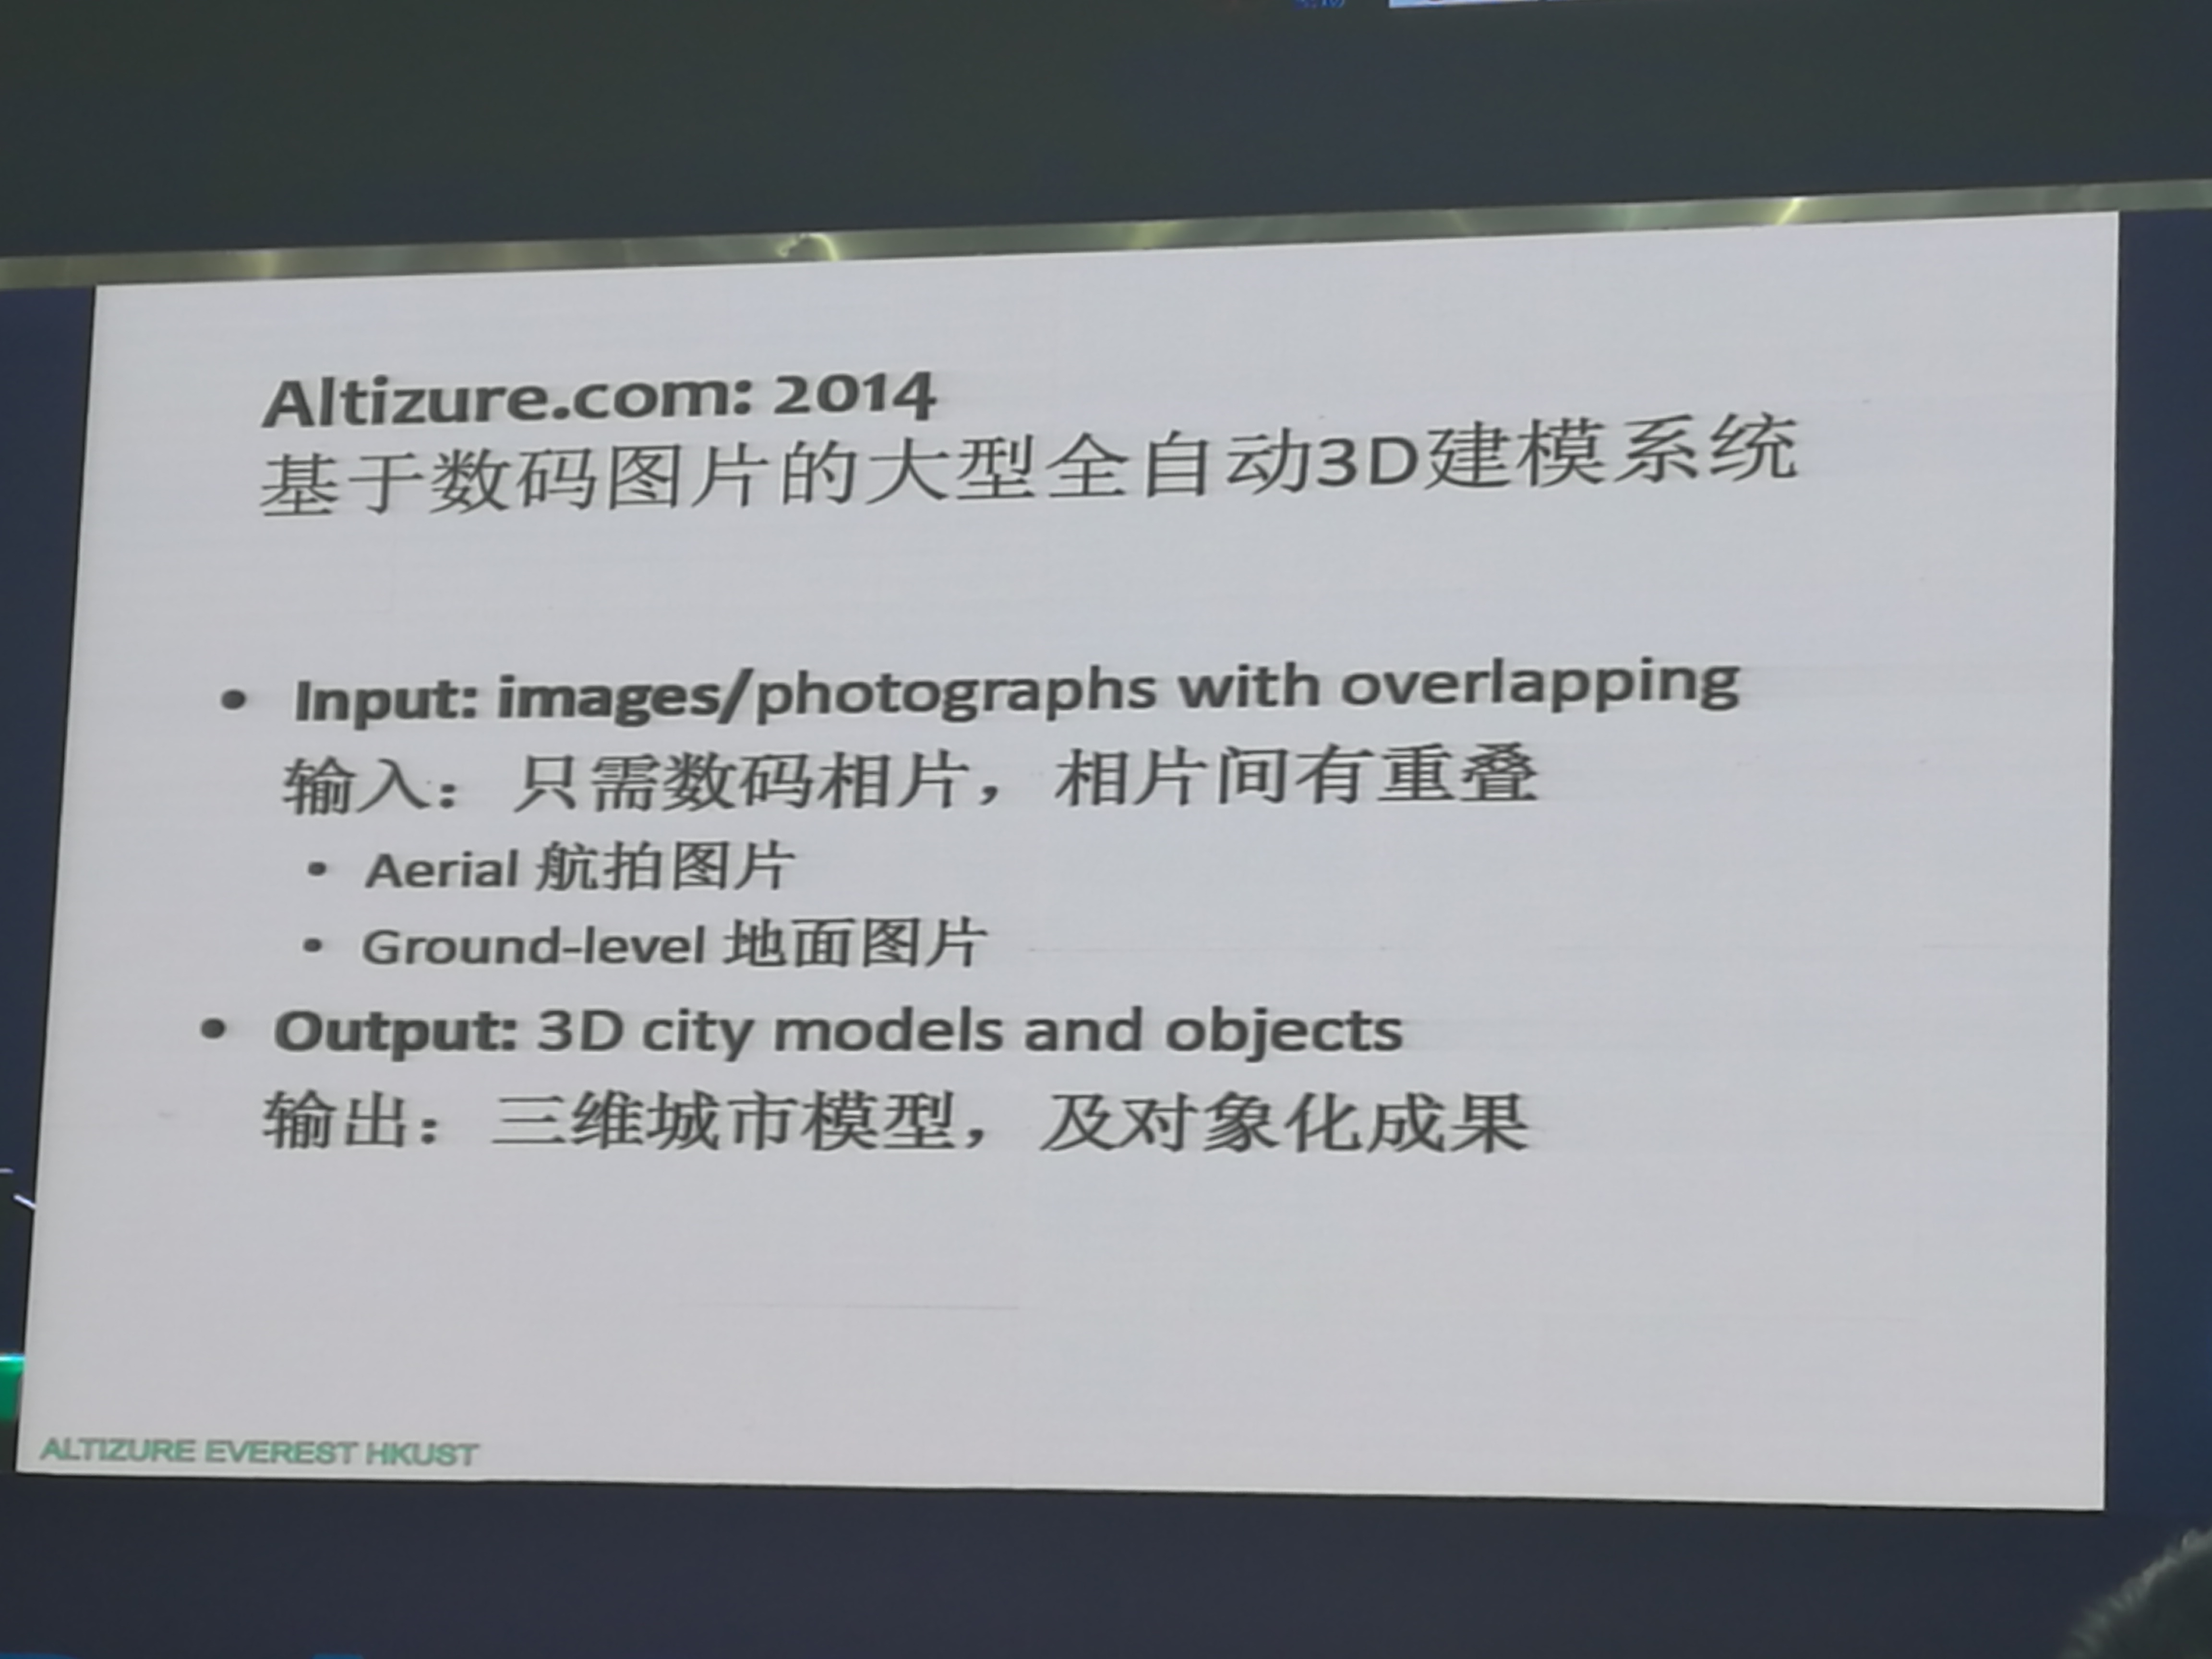 Altizure.com: 2014
基于数码图片的大型全自动3D建模系统
• Input: images/photographs with overlapping
输入：只需数码相片，相片间有重叠
• Aerial 航拍图片
• Ground-level 地面图片
• Output: 3D city models and objects
输出：三维城市模型，及对象化成果
ALTIZURE EVEREST HKUST